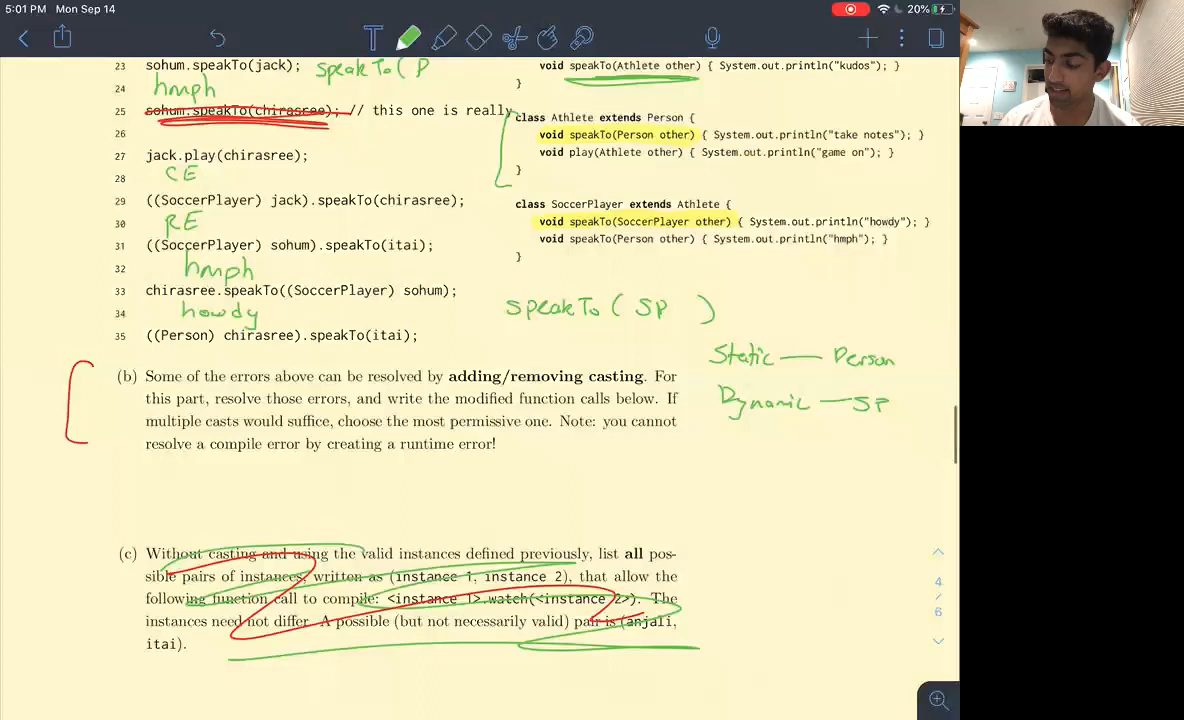 5:01 PM Mon Sep 14
20%
23 sohum.speakTo(jack); speakTo( P
24 hmph
25 sohum.speakTo(chirasree); // this one is really
26
27 jack.play(chirasree);
28 CE
29 ((SoccerPlayer) jack).speakTo(chirasree);
30 RE
31 ((SoccerPlayer) sohum).speakTo(itai);
32 hmph
33 chirasree.speakTo((SoccerPlayer) sohum);
34 howdy
35 ((Person) chirasree).speakTo(itai);
void speakTo(Athlete other) { System.out.println("kudos"); }
}
class Athlete extends Person {
void speakTo(Person other) { System.out.println("take notes"); }
void play(Athlete other) { System.out.println("game on"); }
}
class SoccerPlayer extends Athlete {
void speakTo(SoccerPlayer other) { System.out.println("howdy"); }
void speakTo(Person other) { System.out.println("hmph"); }
}
speakTo( SP )
Static — Person
Dynamic — SP
(b) Some of the errors above can be resolved by adding/removing casting. For
this part, resolve those errors, and write the modified function calls below. If
multiple casts would suffice, choose the most permissive one. Note: you cannot
resolve a compile error by creating a runtime error!
(c) Without casting and using the valid instances defined previously, list all pos-
sible pairs of instances, written as (instance 1, instance 2), that allow the
following function call to compile: <instance 1>.watch(<instance 2>). The
instances need not differ. A possible (but not necessarily valid) pair is (anjali,
itai).
4
/
6